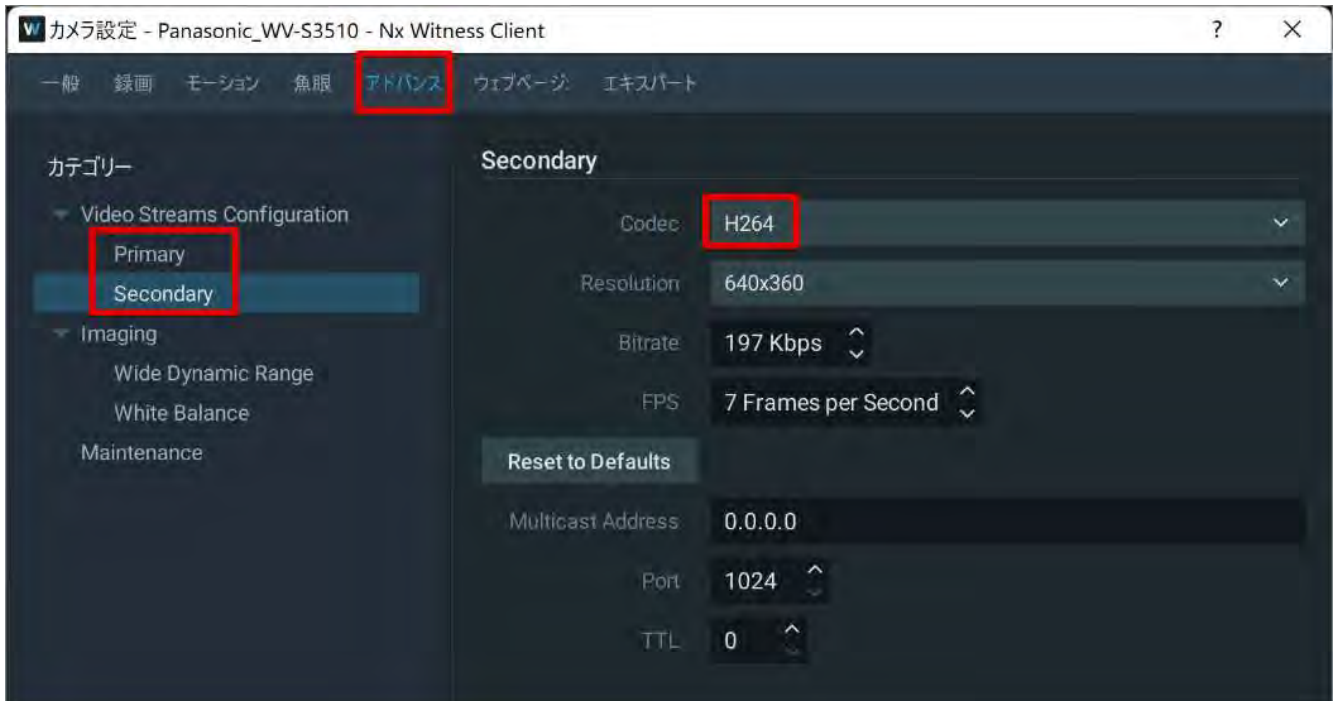 W カメラ設定 - Panasonic_WV-S3510 - Nx Witness Client ? ×
一般 録画 モーション 魚眼 アドバンス ウェブページ エキスパート
カテゴリー
Video Streams Configuration
Primary
Secondary
Imaging
Wide Dynamic Range
White Balance
Maintenance
Secondary
Codec H264
Resolution 640x360
Bitrate 197 Kbps
FPS 7 Frames per Second
Reset to Defaults
Multicast Address 0.0.0.0
Port 1024
TTL 0